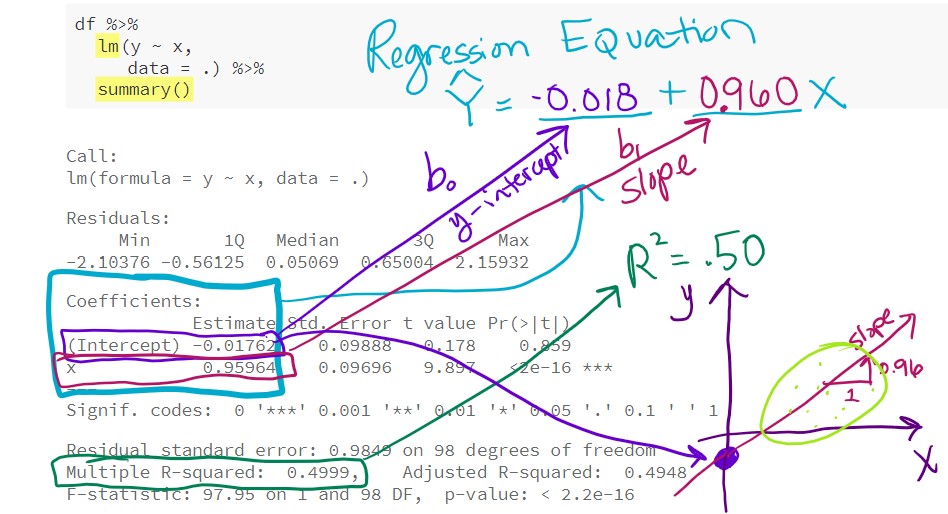 df %>%
lm(y ~ x,
data = .) %>%
summary()
Regression Equation
Ŷ = -0.018 + 0.960 X
b₀
y-intercept
b₁
slope
Call:
lm(formula = y ~ x, data = .)
Residuals:
Min 1Q Median 3Q Max
-2.10376 -0.56125 0.05069 0.65004 2.15932
R² = .50
Coefficients:
Estimate Std. Error t value Pr(>|t|)
(Intercept) -0.01762 0.09888 -0.178 0.859
x 0.95964 0.09696 9.897 <2e-16 ***
---
Signif. codes: 0 '***' 0.001 '**' 0.01 '*' 0.05 '.' 0.1 ' ' 1
Residual standard error: 0.9849 on 98 degrees of freedom
Multiple R-squared: 0.4999, Adjusted R-squared: 0.4948
F-statistic: 97.95 on 1 and 98 DF, p-value: < 2.2e-16
y
slope
0.96
1
X